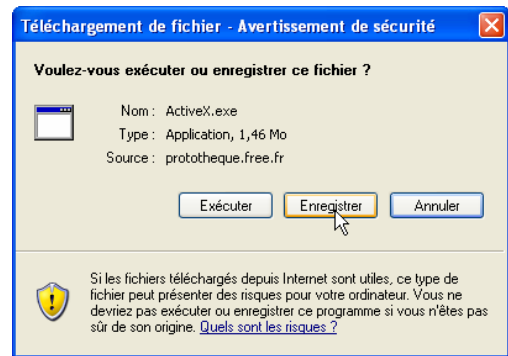 Téléchargement de fichier - Avertissement de sécurité
Voulez-vous exécuter ou enregistrer ce fichier ?
Nom : ActiveX.exe
Type : Application, 1,46 Mo
Source : prototheque.free.fr
Exécuter Enregistrer Annuler
Si les fichiers téléchargés depuis Internet sont utiles, ce type de
fichier peut présenter des risques pour votre ordinateur. Vous ne
devriez pas exécuter ou enregistrer ce programme si vous n'êtes pas
sûr de son origine. Quels sont les risques ?